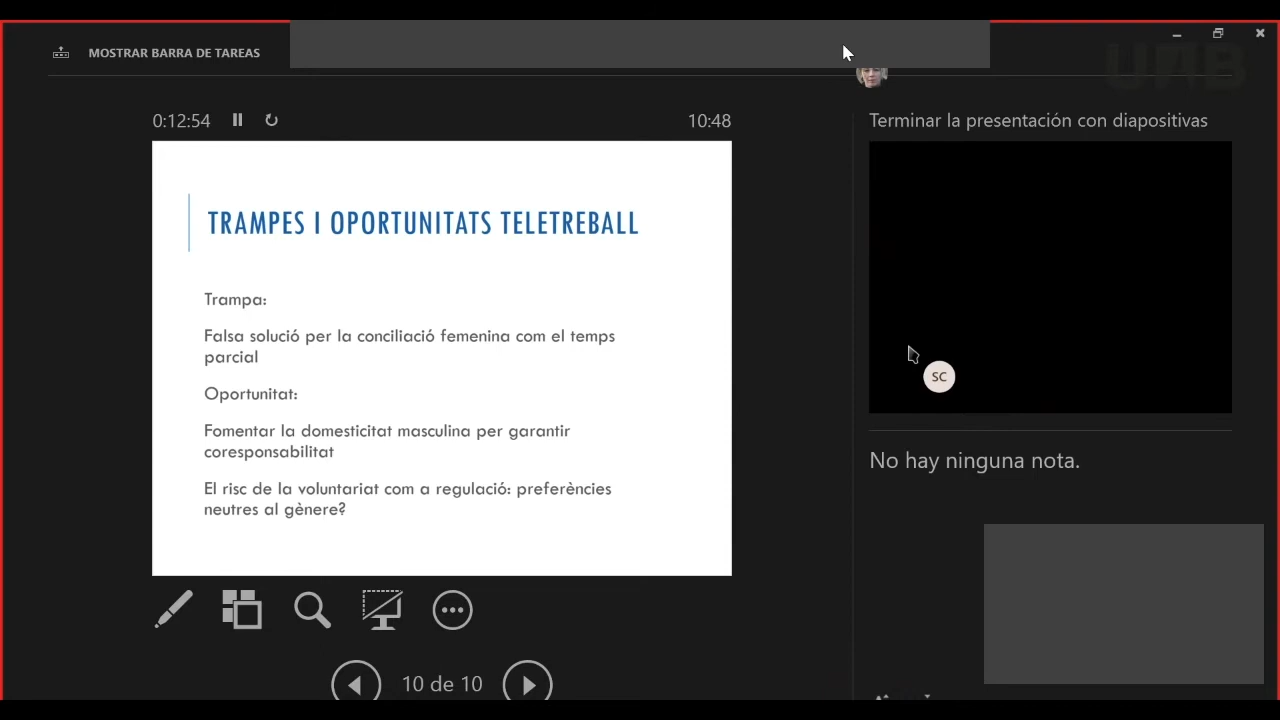 MOSTRAR BARRA DE TAREAS
UAB
0:12:54
10:48
Terminar la presentación con diapositivas
TRAMPES I OPORTUNITATS TELETREBALL
Trampa:
Falsa solució per la conciliació femenina com el temps
parcial
Oportunitat:
Fomentar la domesticitat masculina per garantir
coresponsabilitat
El risc de la voluntariat com a regulació: preferències
neutres al gènere?
SC
No hay ninguna nota.
10 de 10